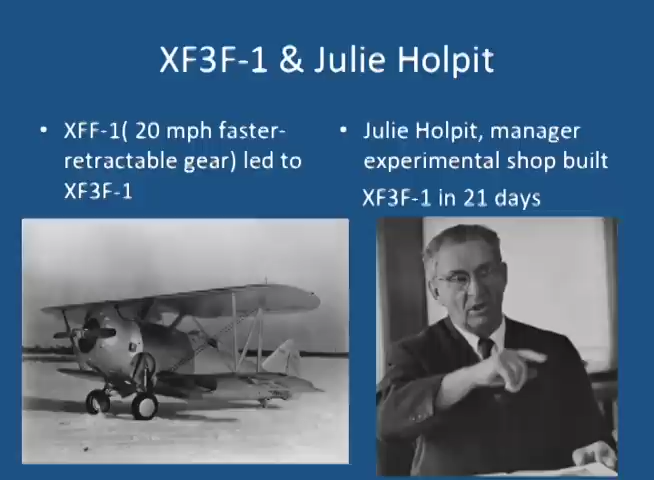 XF3F-1 & Julie Holpit
• XFF-1( 20 mph faster-
retractable gear) led to
XF3F-1
• Julie Holpit, manager
experimental shop built
XF3F-1 in 21 days